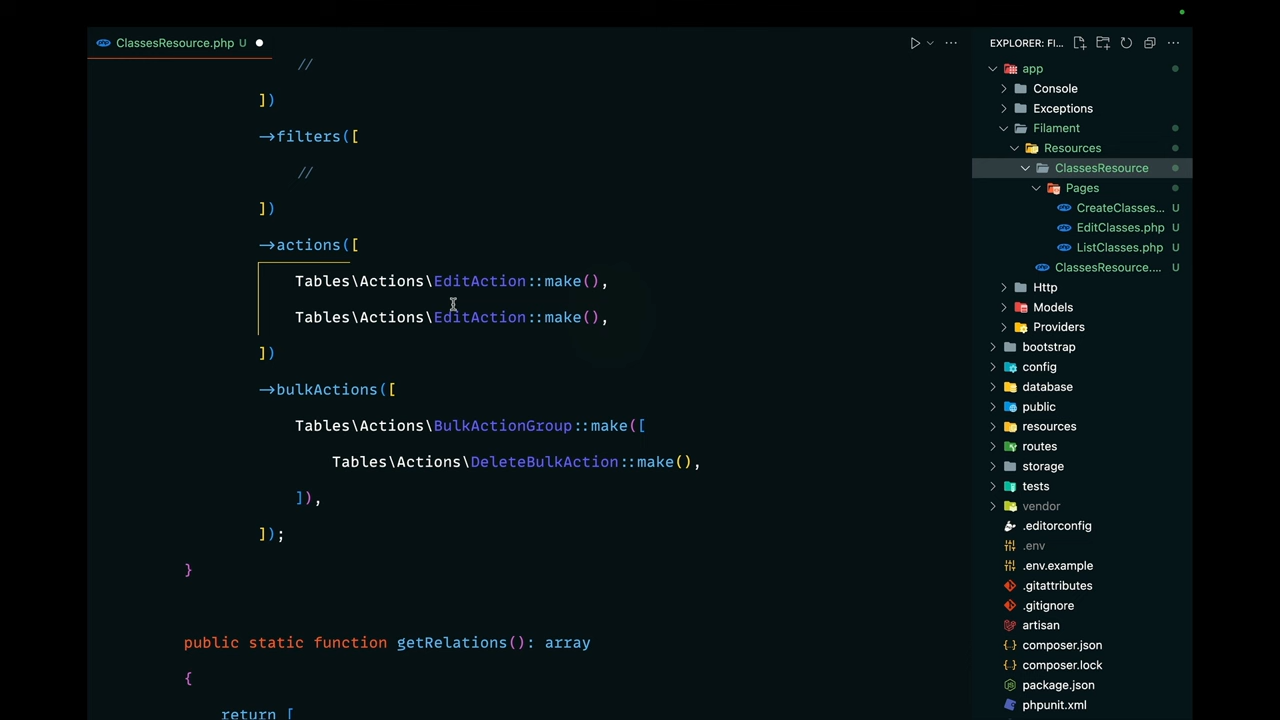 ClassesResource.php U
//
])
->filters([
//
])
->actions([
Tables\Actions\EditAction::make(),
Tables\Actions\EditAction::make(),
])
->bulkActions([
Tables\Actions\BulkActionGroup::make([
Tables\Actions\DeleteBulkAction::make(),
]),
]);
}
public static function getRelations(): array
{
return [
EXPLORER: FI...
app
Console
Exceptions
Filament
Resources
ClassesResource
Pages
CreateClasses... U
EditClasses.php U
ListClasses.php U
ClassesResource.... U
Http
Models
Providers
bootstrap
config
database
public
resources
routes
storage
tests
vendor
.editorconfig
.env
.env.example
.gitattributes
.gitignore
artisan
composer.json
composer.lock
package.json
phpunit.xml